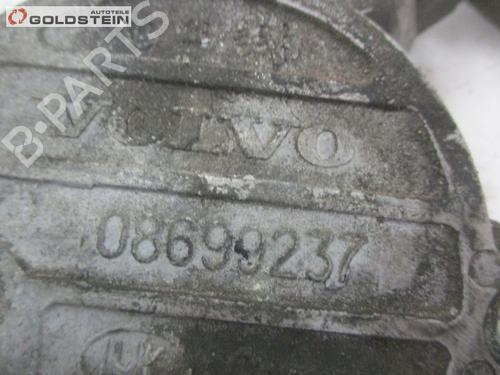 AUTOTEILE
GOLDSTEIN
B-PARTS
VOLVO
08699237